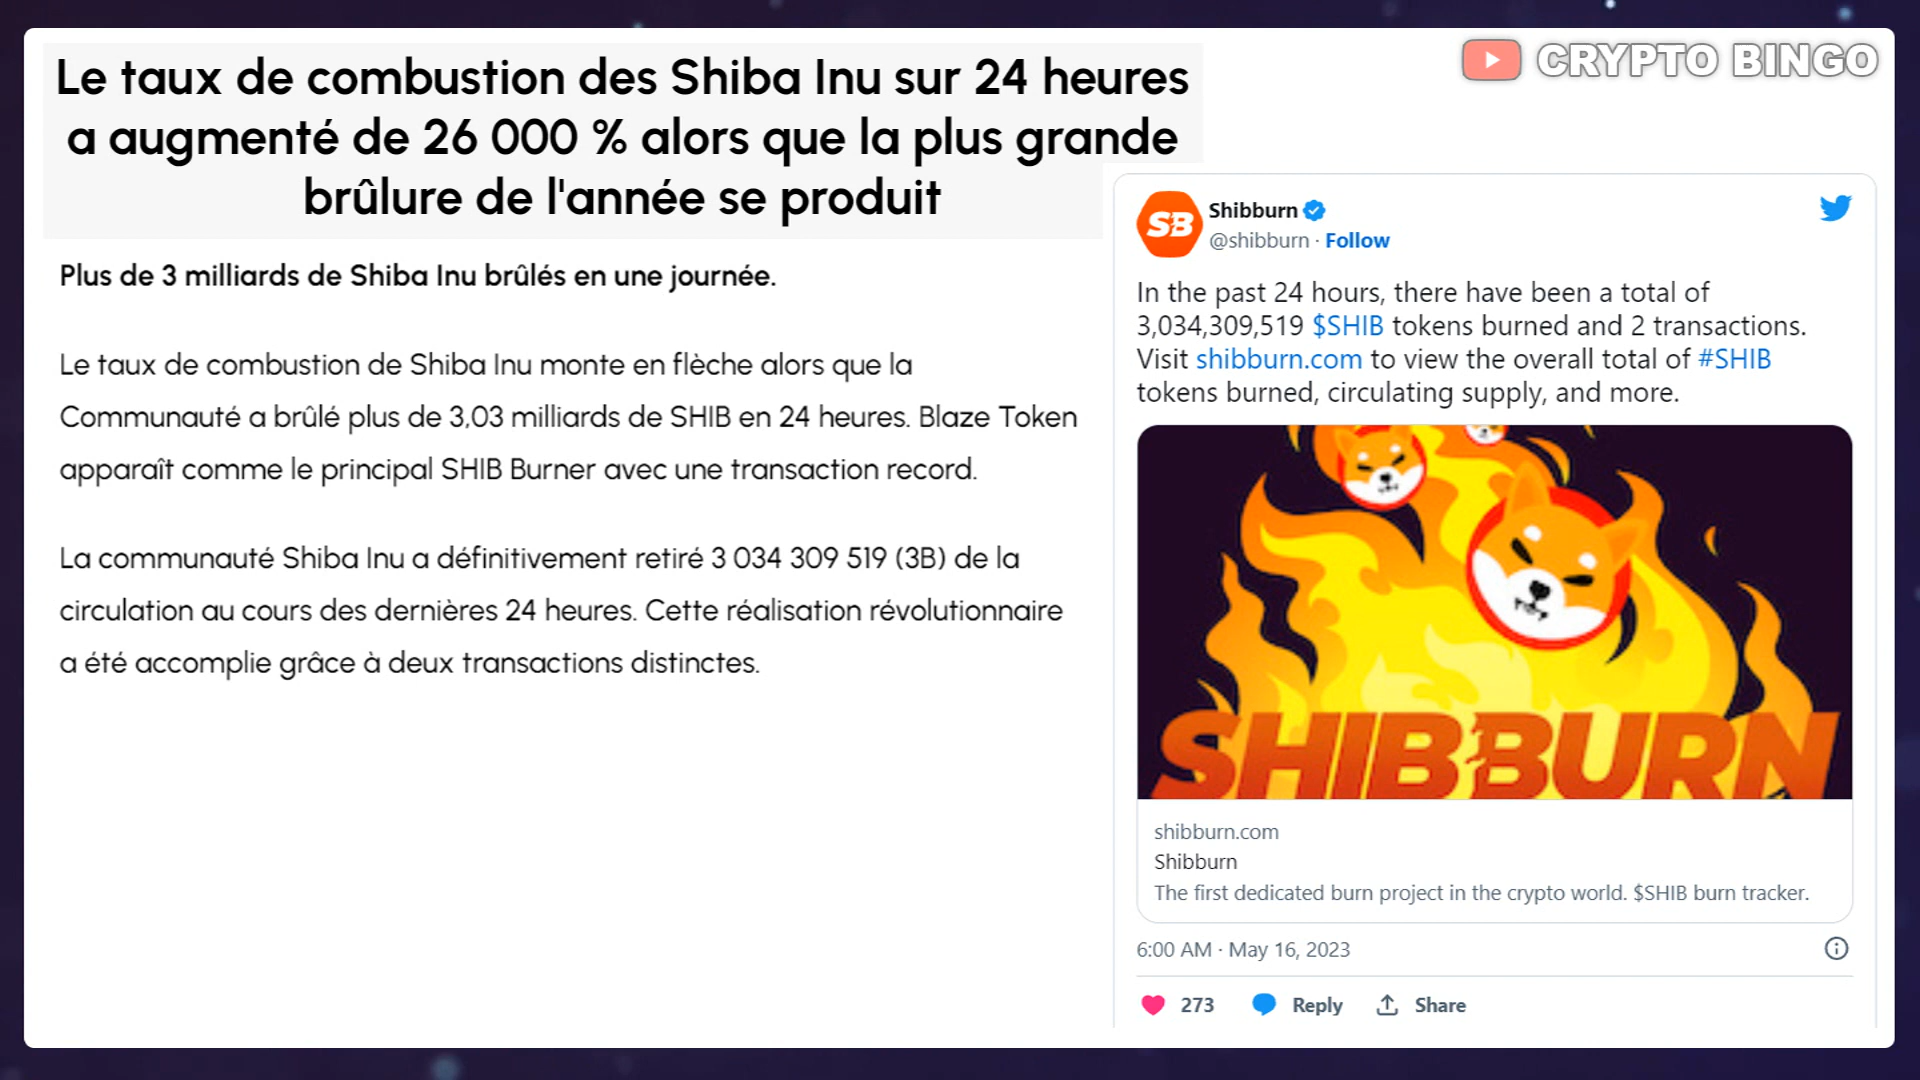 Le taux de combustion des Shiba Inu sur 24 heures
a augmenté de 26 000 % alors que la plus grande
brûlure de l'année se produit
CRYPTO BINGO
Plus de 3 milliards de Shiba Inu brûlés en une journée.
Le taux de combustion de Shiba Inu monte en flèche alors que la
Communauté a brûlé plus de 3,03 milliards de SHIB en 24 heures. Blaze Token
apparaît comme le principal SHIB Burner avec une transaction record.
La communauté Shiba Inu a définitivement retiré 3 034 309 519 (3B) de la
circulation au cours des dernières 24 heures. Cette réalisation révolutionnaire
a été accomplie grâce à deux transactions distinctes.
SB
Shibburn
@shibburn · Follow
In the past 24 hours, there have been a total of
3,034,309,519 $SHIB tokens burned and 2 transactions.
Visit shibburn.com to view the overall total of #SHIB
tokens burned, circulating supply, and more.
SHIBBURN
shibburn.com
Shibburn
The first dedicated burn project in the crypto world. $SHIB burn tracker.
6:00 AM · May 16, 2023
273 Reply Share